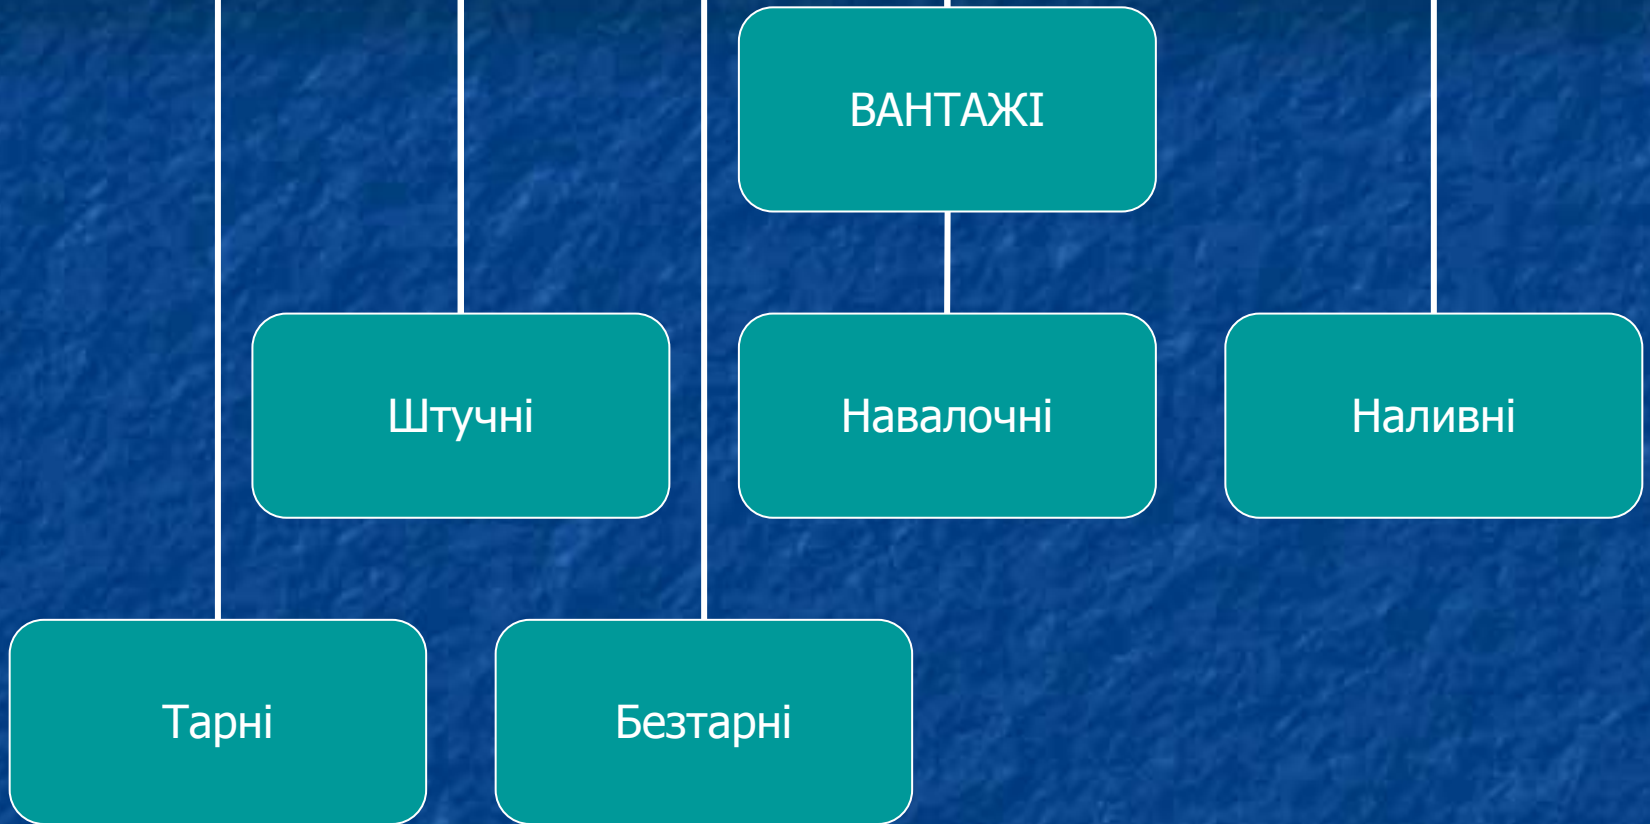 ВАНТАЖІ
Штучні
Навалочні
Наливні
Тарні
Безтарні